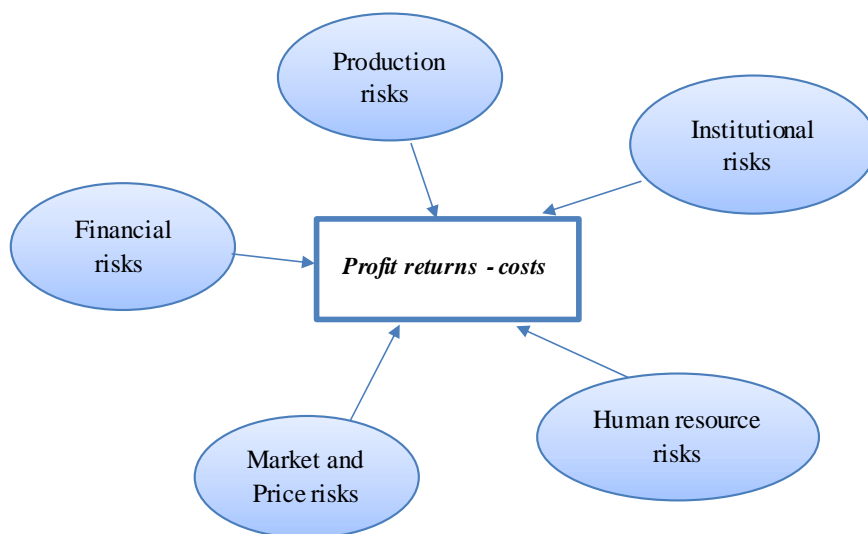 Production
risks
Institutional
risks
Financial
risks
Profit returns - costs
Human resource
risks
Market and
Price risks